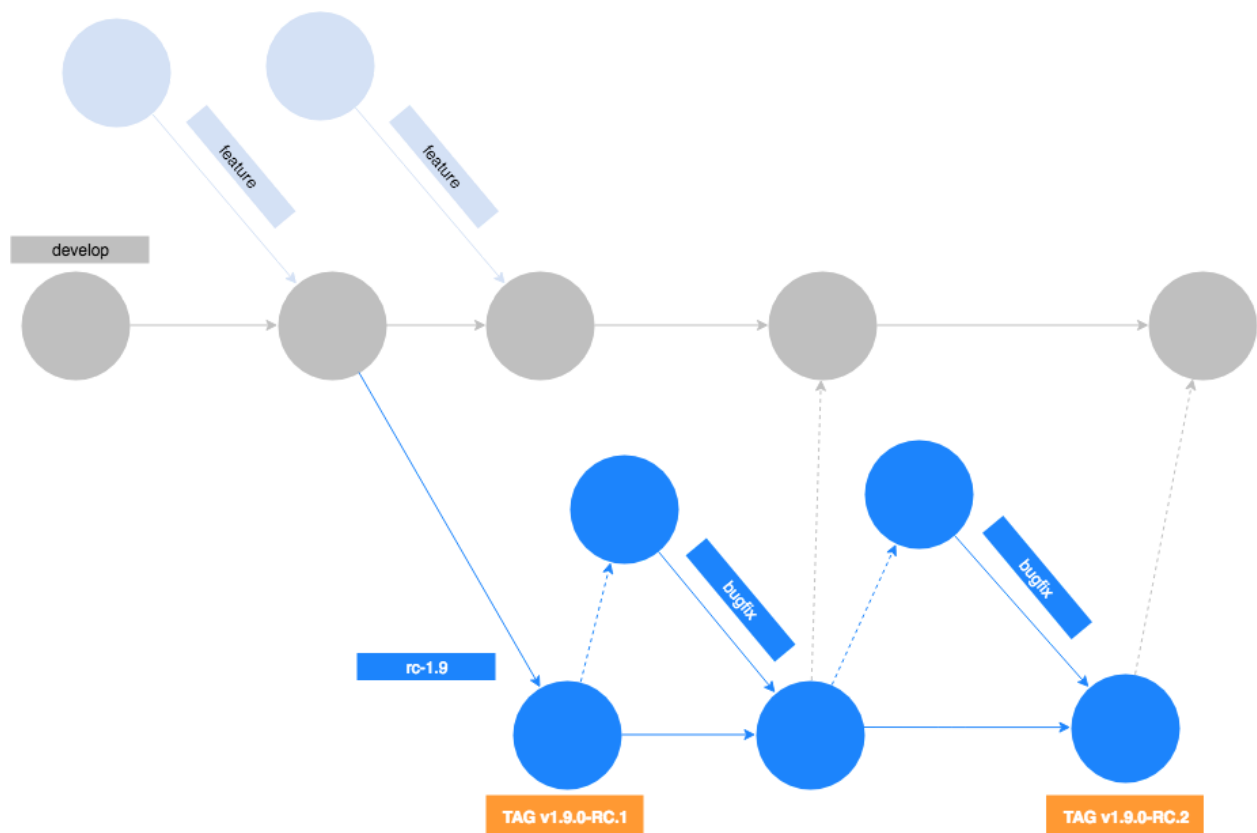 feature
feature
develop
bugfix
bugfix
rc-1.9
TAG v1.9.0-RC.1
TAG v1.9.0-RC.2